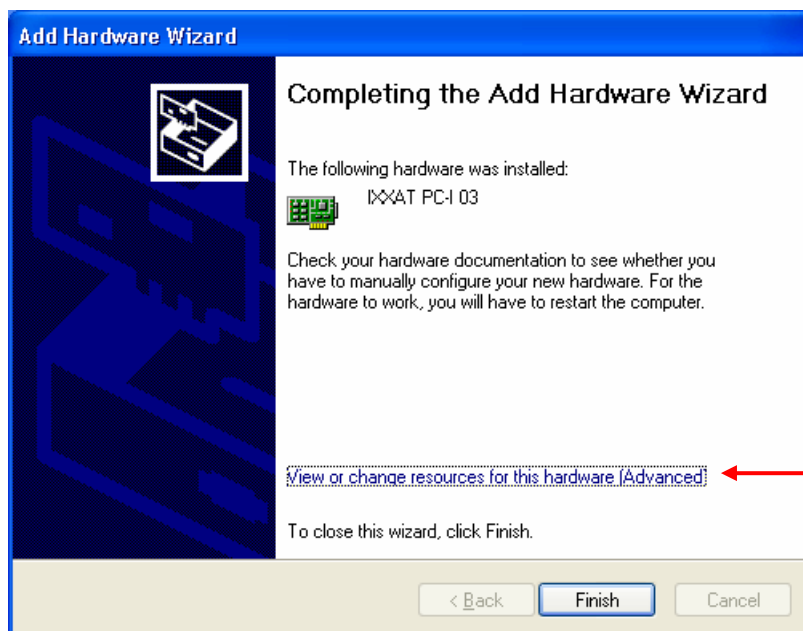 Add Hardware Wizard
Completing the Add Hardware Wizard
The following hardware was installed:
IXXAT PC-I 03
Check your hardware documentation to see whether you
have to manually configure your new hardware. For the
hardware to work, you will have to restart the computer.
View or change resources for this hardware (Advanced)
To close this wizard, click Finish.
< Back
Finish
Cancel